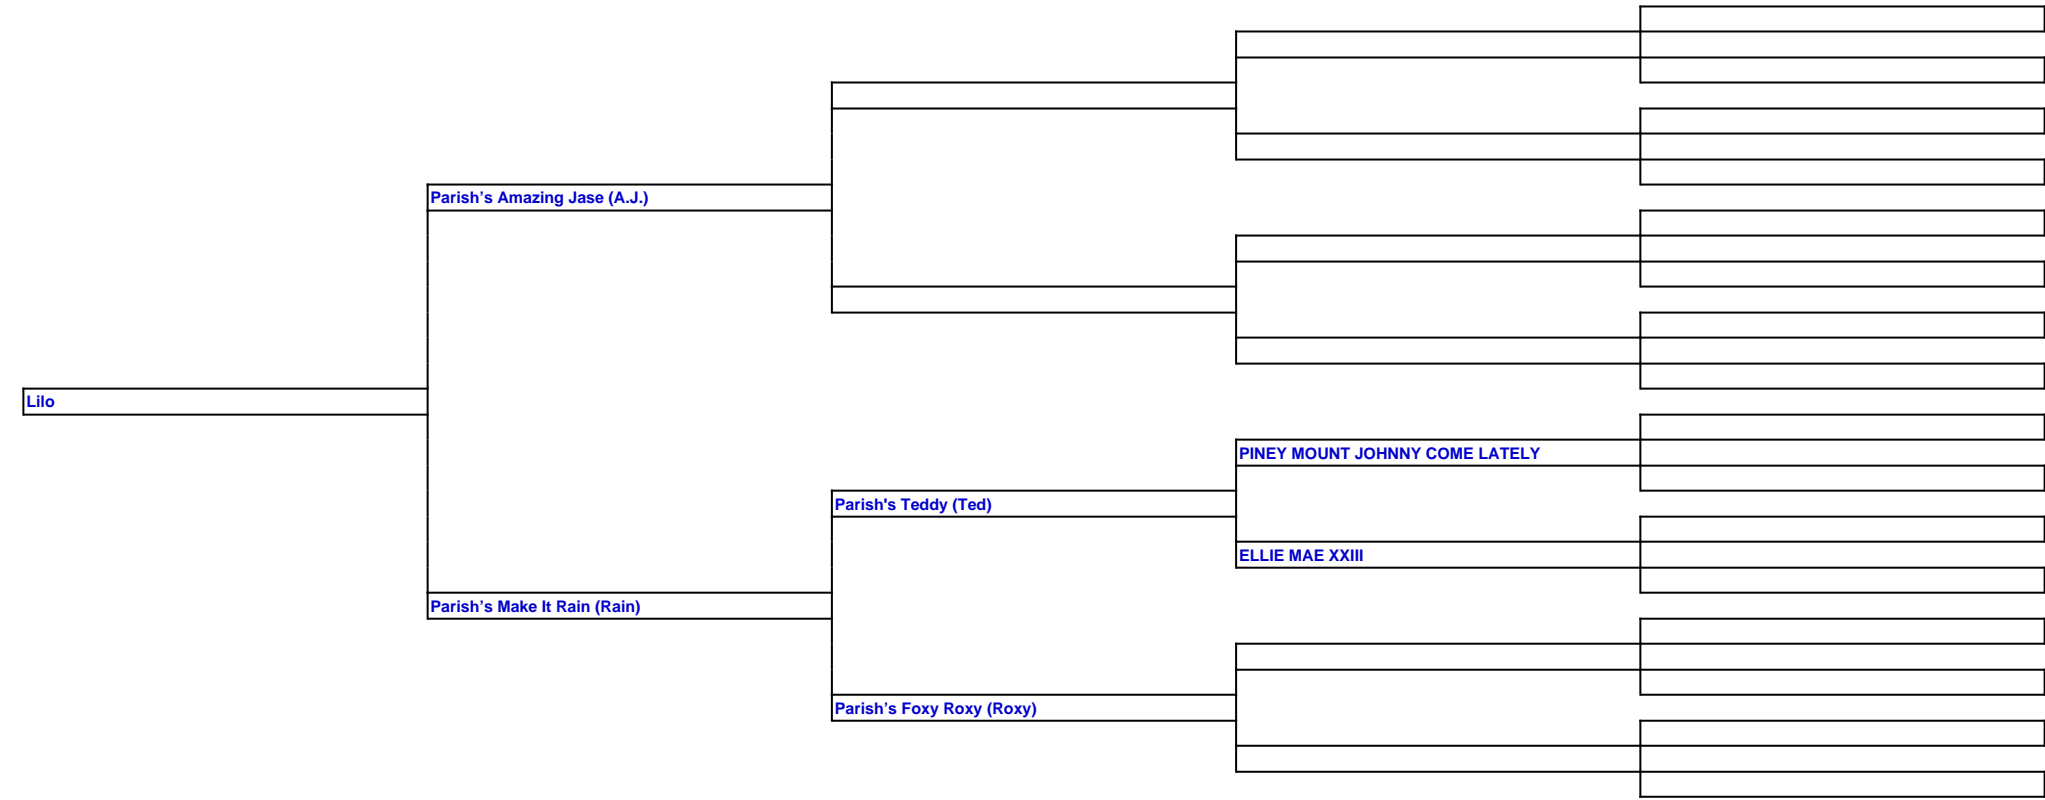 Parish’s Amazing Jase (A.J.)
Lilo
PINEY MOUNT JOHNNY COME LATELY
Parish's Teddy (Ted)
ELLIE MAE XXIII
Parish’s Make It Rain (Rain)
Parish’s Foxy Roxy (Roxy)